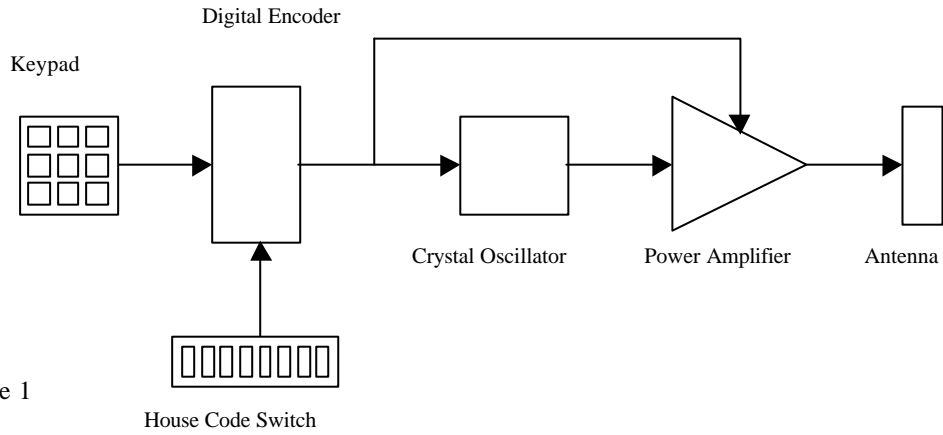 Digital Encoder
Keypad
Crystal Oscillator
Power Amplifier
Antenna
e 1
House Code Switch